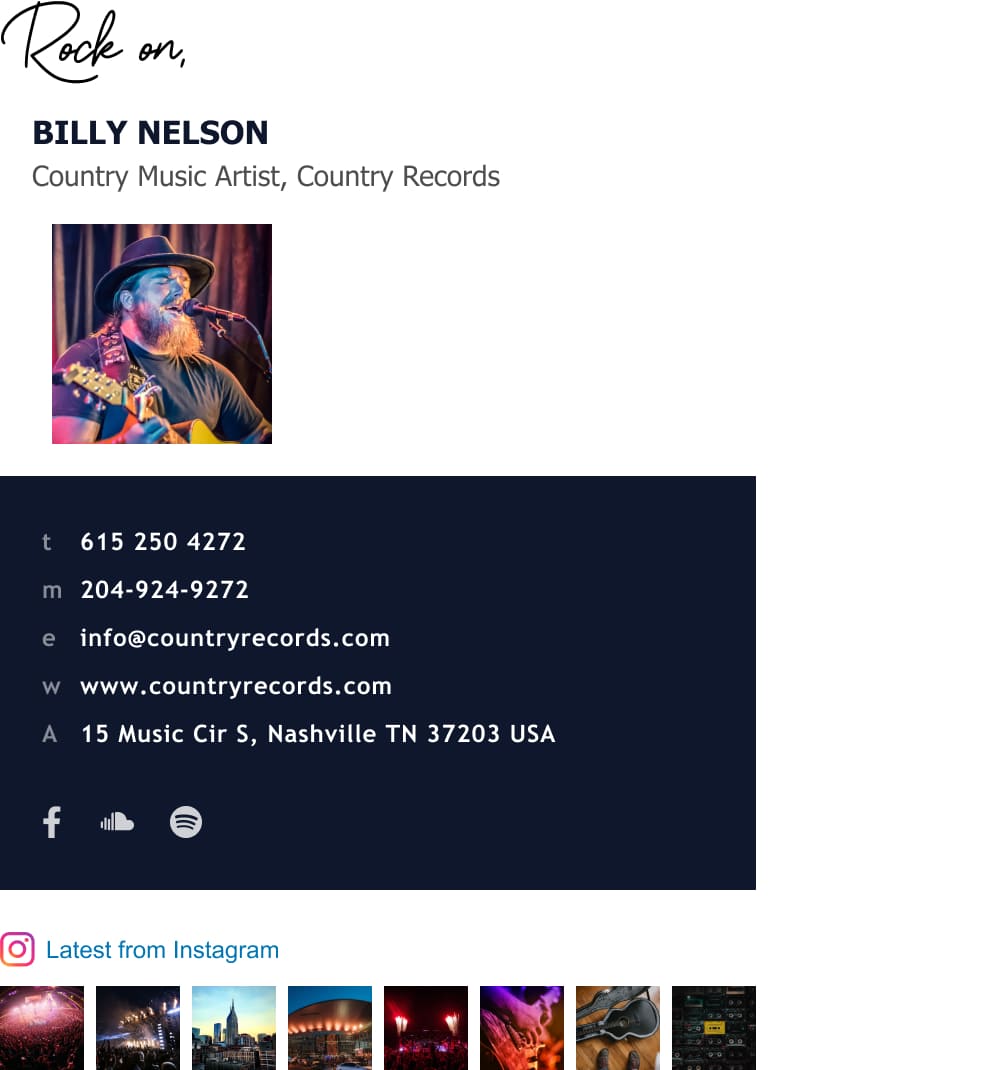 Rock on,
BILLY NELSON
Country Music Artist, Country Records
t 615 250 4272
m 204-924-9272
e info@countryrecords.com
w www.countryrecords.com
A 15 Music Cir S, Nashville TN 37203 USA
Latest from Instagram